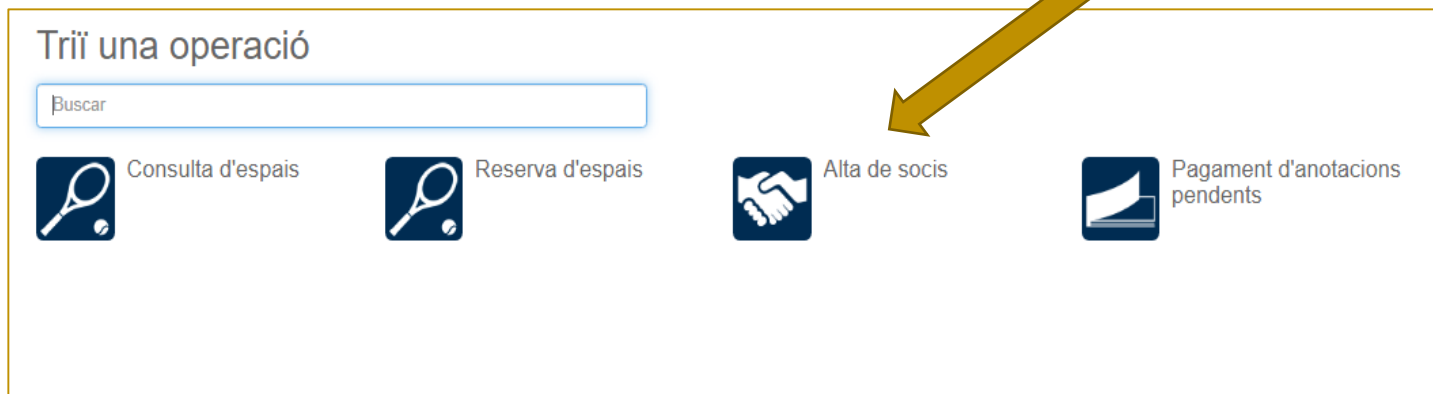 Triï una operació
Buscar
Consulta d'espais
Reserva d'espais
Alta de socis
Pagament d'anotacions
pendents